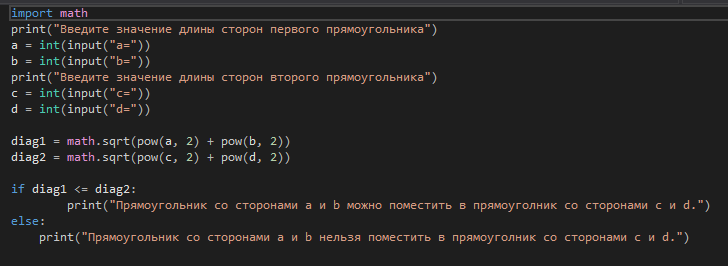 import math
print("Введите значение длины сторон первого прямоугольника")
a = int(input("a="))
b = int(input("b="))
print("Введите значение длины сторон второго прямоугольника")
c = int(input("c="))
d = int(input("d="))
diag1 = math.sqrt(pow(a, 2) + pow(b, 2))
diag2 = math.sqrt(pow(c, 2) + pow(d, 2))
if diag1 <= diag2:
print("Прямоугольник со сторонами a и b можно поместить в прямуголник со сторонами c и d.")
else:
print("Прямоугольник со сторонами a и b нельзя поместить в прямоуголник со сторонами c и d.")